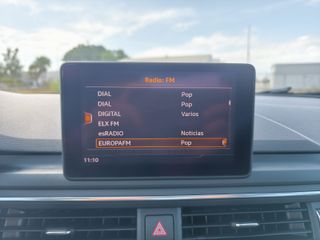 Radio: FM
DIAL Pop
DIAL Pop
DIGITAL Varios
ELX FM
esRADIO Noticias
EUROPAFM Pop
11:10